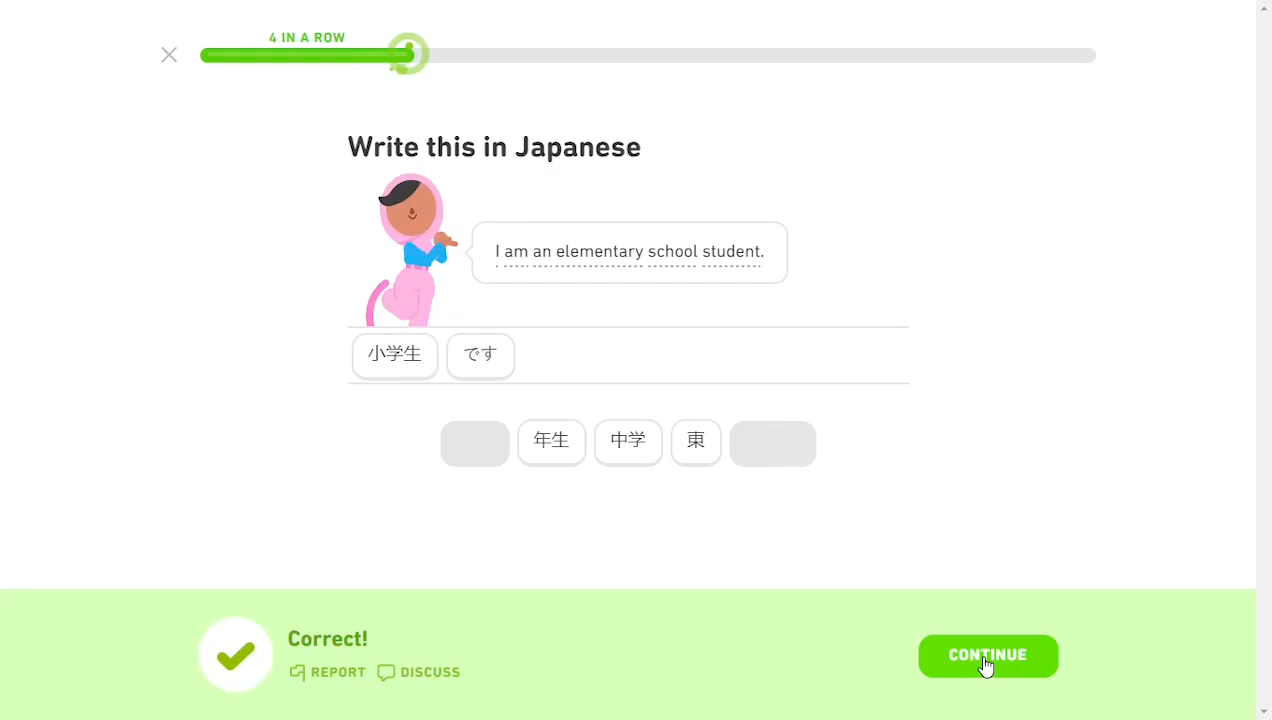 4 IN A ROW
Write this in Japanese
I am an elementary school student.
小学生 です
年生 中学 東
Correct!
REPORT DISCUSS
CONTINUE